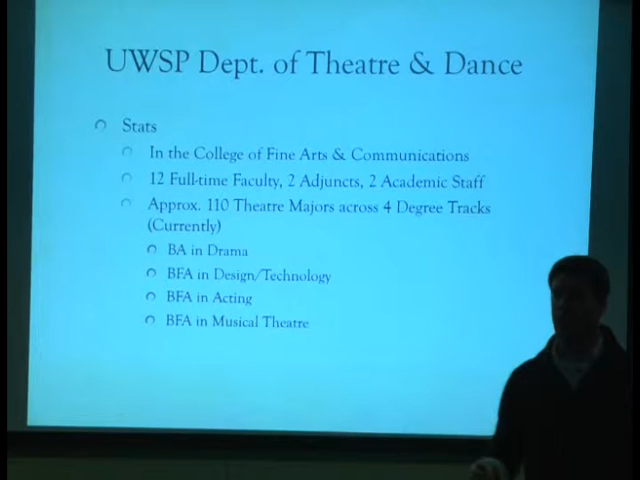 UWSP Dept. of Theatre & Dance
Stats
In the College of Fine Arts & Communications
12 Full-time Faculty, 2 Adjuncts, 2 Academic Staff
Approx. 110 Theatre Majors across 4 Degree Tracks
(Currently)
BA in Drama
BFA in Design/Technology
BFA in Acting
BFA in Musical Theatre